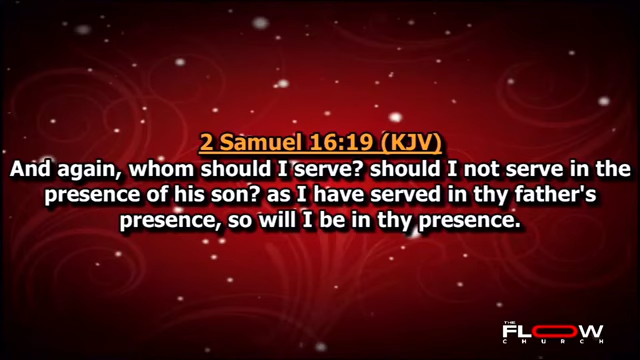 2 Samuel 16:19 (KJV)
And again, whom should I serve? should I not serve in the
presence of his son? as I have served in thy father's
presence, so will I be in thy presence.
THE
FLOW
CHURCH